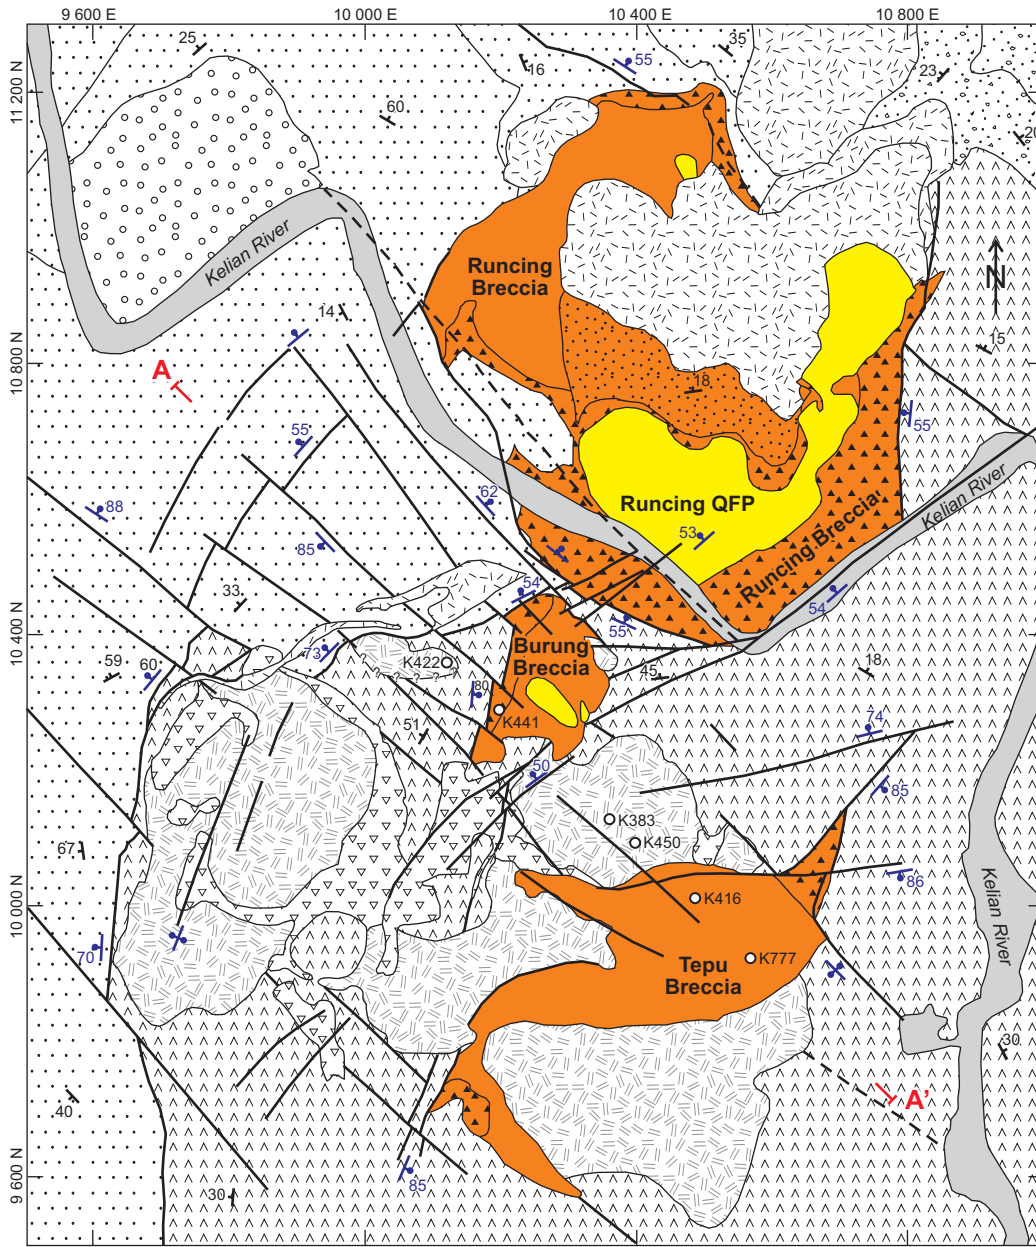 9 600 E
10 000 E
10 400 E
10 800 E
25
35
55
16
23
11 200 N
60
20
Kelian River
Runcing
Breccia
N
14
15
10 800 N
A
18
55
55
62
88
Runcing QFP
Kelian River
53
85
Runcing Breccia
54
33
54
55
10 400 N
Burung
Breccia
73
K422
59
60
? ? ? ?
45
18
80
K441
74
51
50
85
K383
K450
67
86
K416
10 000 N
Kelian River
70
K777
Tepu
Breccia
30
A'
40
85
9 600 N
30